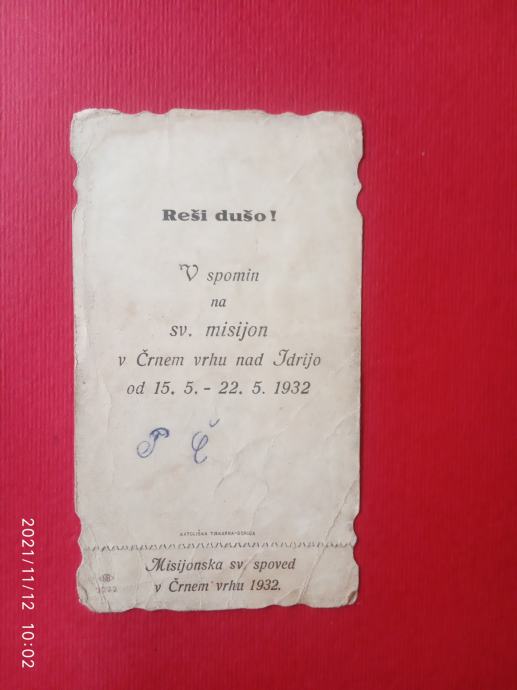 Reši dušo!
V spomin
na
sv. misijon
v Črnem vrhu nad Idrijo
od 15. 5. - 22. 5. 1932
P Č
KATOLIŠKA TISKARNA-GORICA
Misijonska sv. spoved
v Črnem vrhu 1932.
2021/11/12 10:02